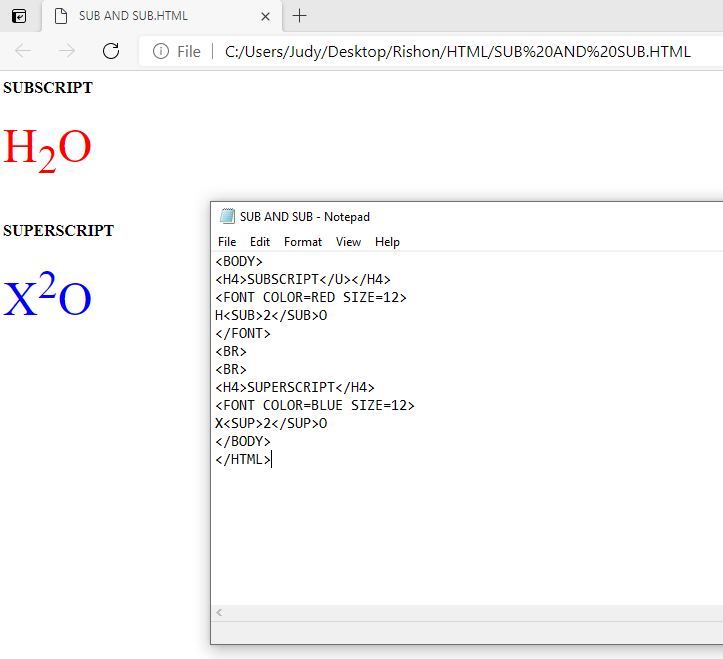 SUB AND SUB.HTML
File
C:/Users/Judy/Desktop/Rishon/HTML/SUB%20AND%20SUB.HTML
SUBSCRIPT
H2O
SUPERSCRIPT
X2O
SUB AND SUB - Notepad
File Edit Format View Help
<BODY>
<H4>SUBSCRIPT</U></H4>
<FONT COLOR=RED SIZE=12>
H<SUB>2</SUB>O
</FONT>
<BR>
<BR>
<H4>SUPERSCRIPT</H4>
<FONT COLOR=BLUE SIZE=12>
X<SUP>2</SUP>O
</BODY>
</HTML>